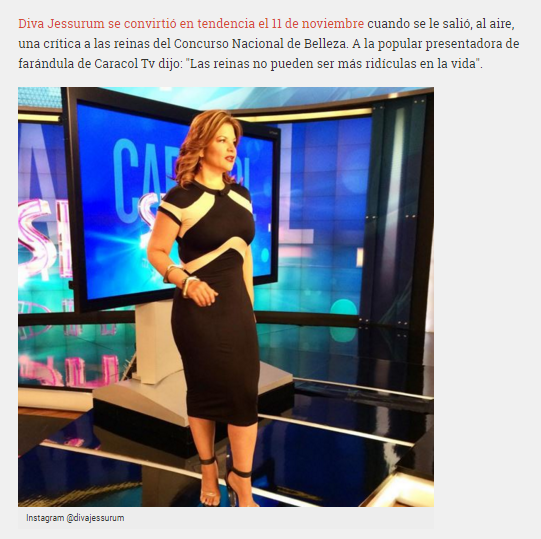 Diva Jessurum se convirtió en tendencia el 11 de noviembre cuando se le salió, al aire,
una crítica a las reinas del Concurso Nacional de Belleza. A la popular presentadora de
farándula de Caracol Tv dijo: "Las reinas no pueden ser más ridículas en la vida".
CARACOL
Instagram @divajessurum